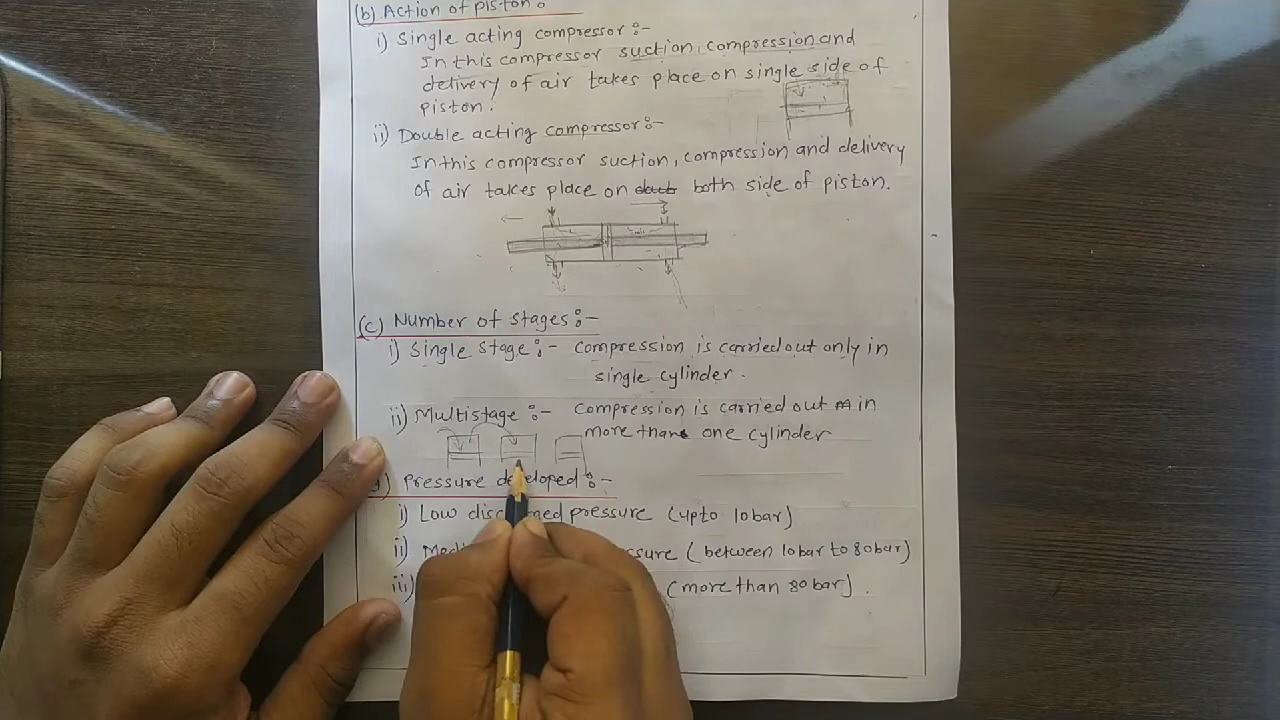 (b) Action of piston :-
i) Single acting compressor :-
In this compressor suction, compression and
delivery of air takes place on single side of
piston.
ii) Double acting compressor :-
In this compressor suction, compression and delivery
of air takes place on both side of piston.
(c) Number of stages :-
i) Single stage :- compression is carried out only in
single cylinder.
ii) Multistage :- compression is carried out in
more than one cylinder
Pressure :-
i) Low pressure (upto 10 bar)
ii) (between 10bar to 80bar)
iii) (more than 80 bar).